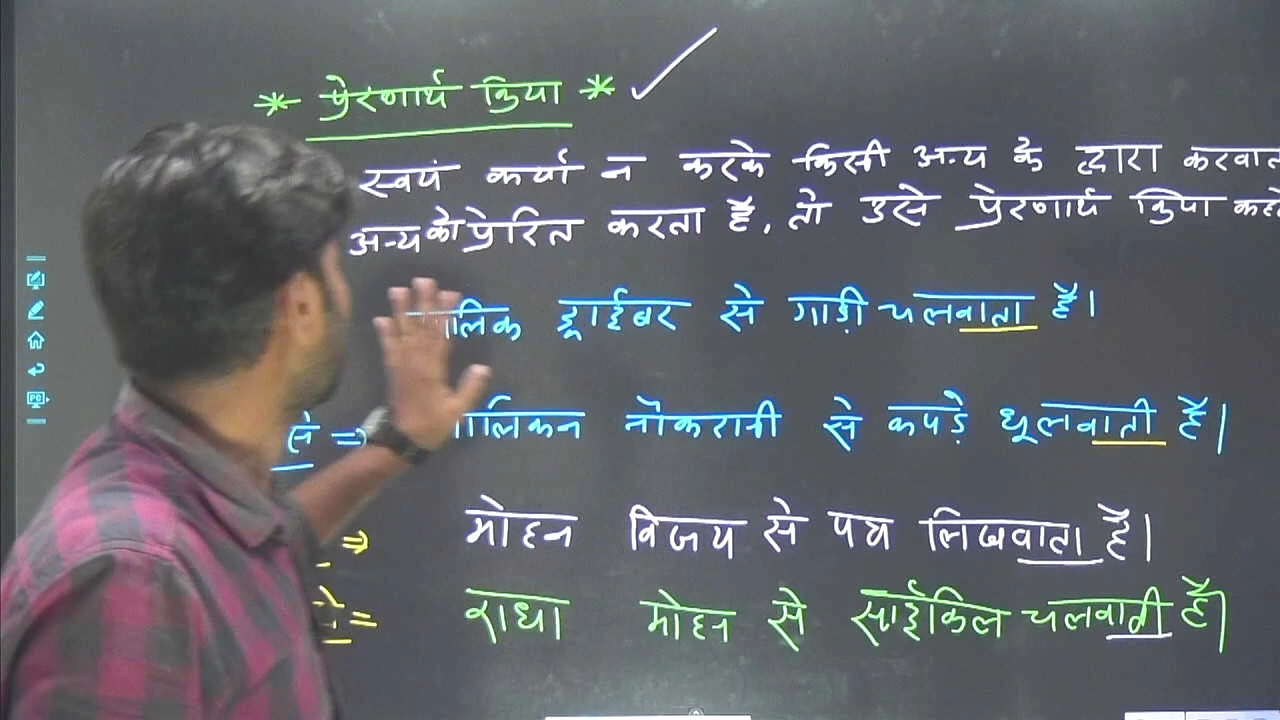 * प्रेरणार्थ क्रिया *
स्वयं कर्या न करके किसी अन्य के द्वारा
अन्य को प्रेरित करता है, तो उसे प्रेरणार्थ क्रिया
ड्राईवर से गाड़ी चलवाता है।
से ⇒ नौकरानी से कपड़े धूलवाती है।
⇒ मोहन विजय से पत्र लिखवाता है।
= राधा मोहन से साईकिल चलवाती है।